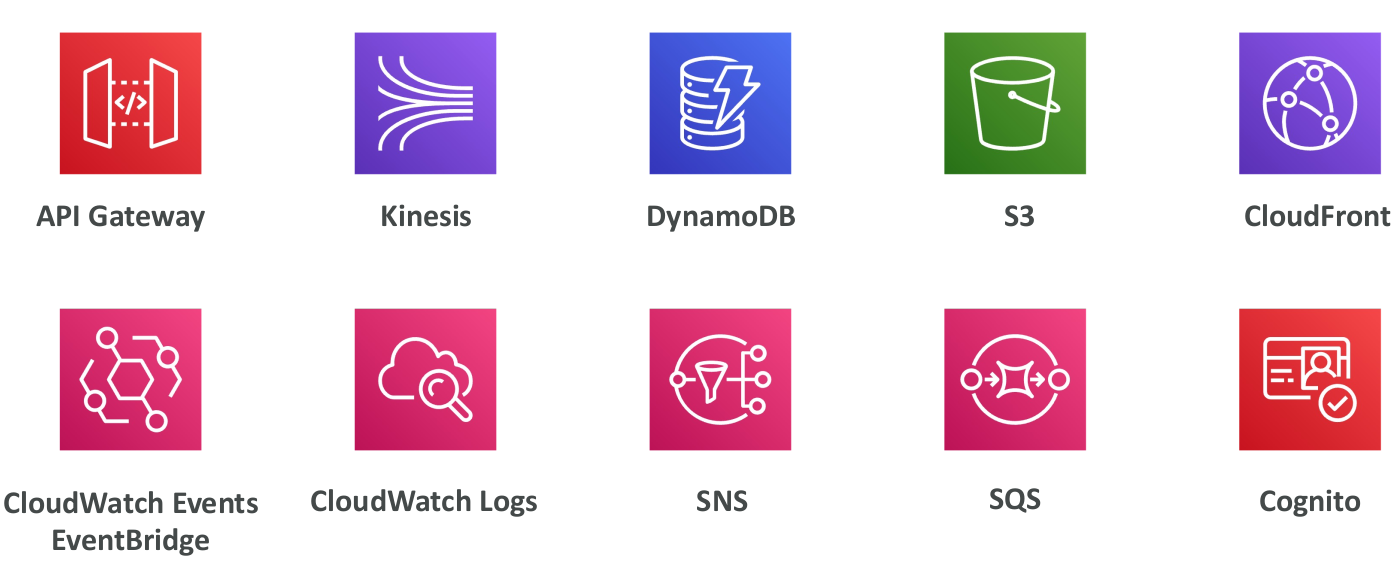 </>
API Gateway
Kinesis
DynamoDB
S3
CloudFront
CloudWatch Events
EventBridge
CloudWatch Logs
SNS
SQS
Cognito